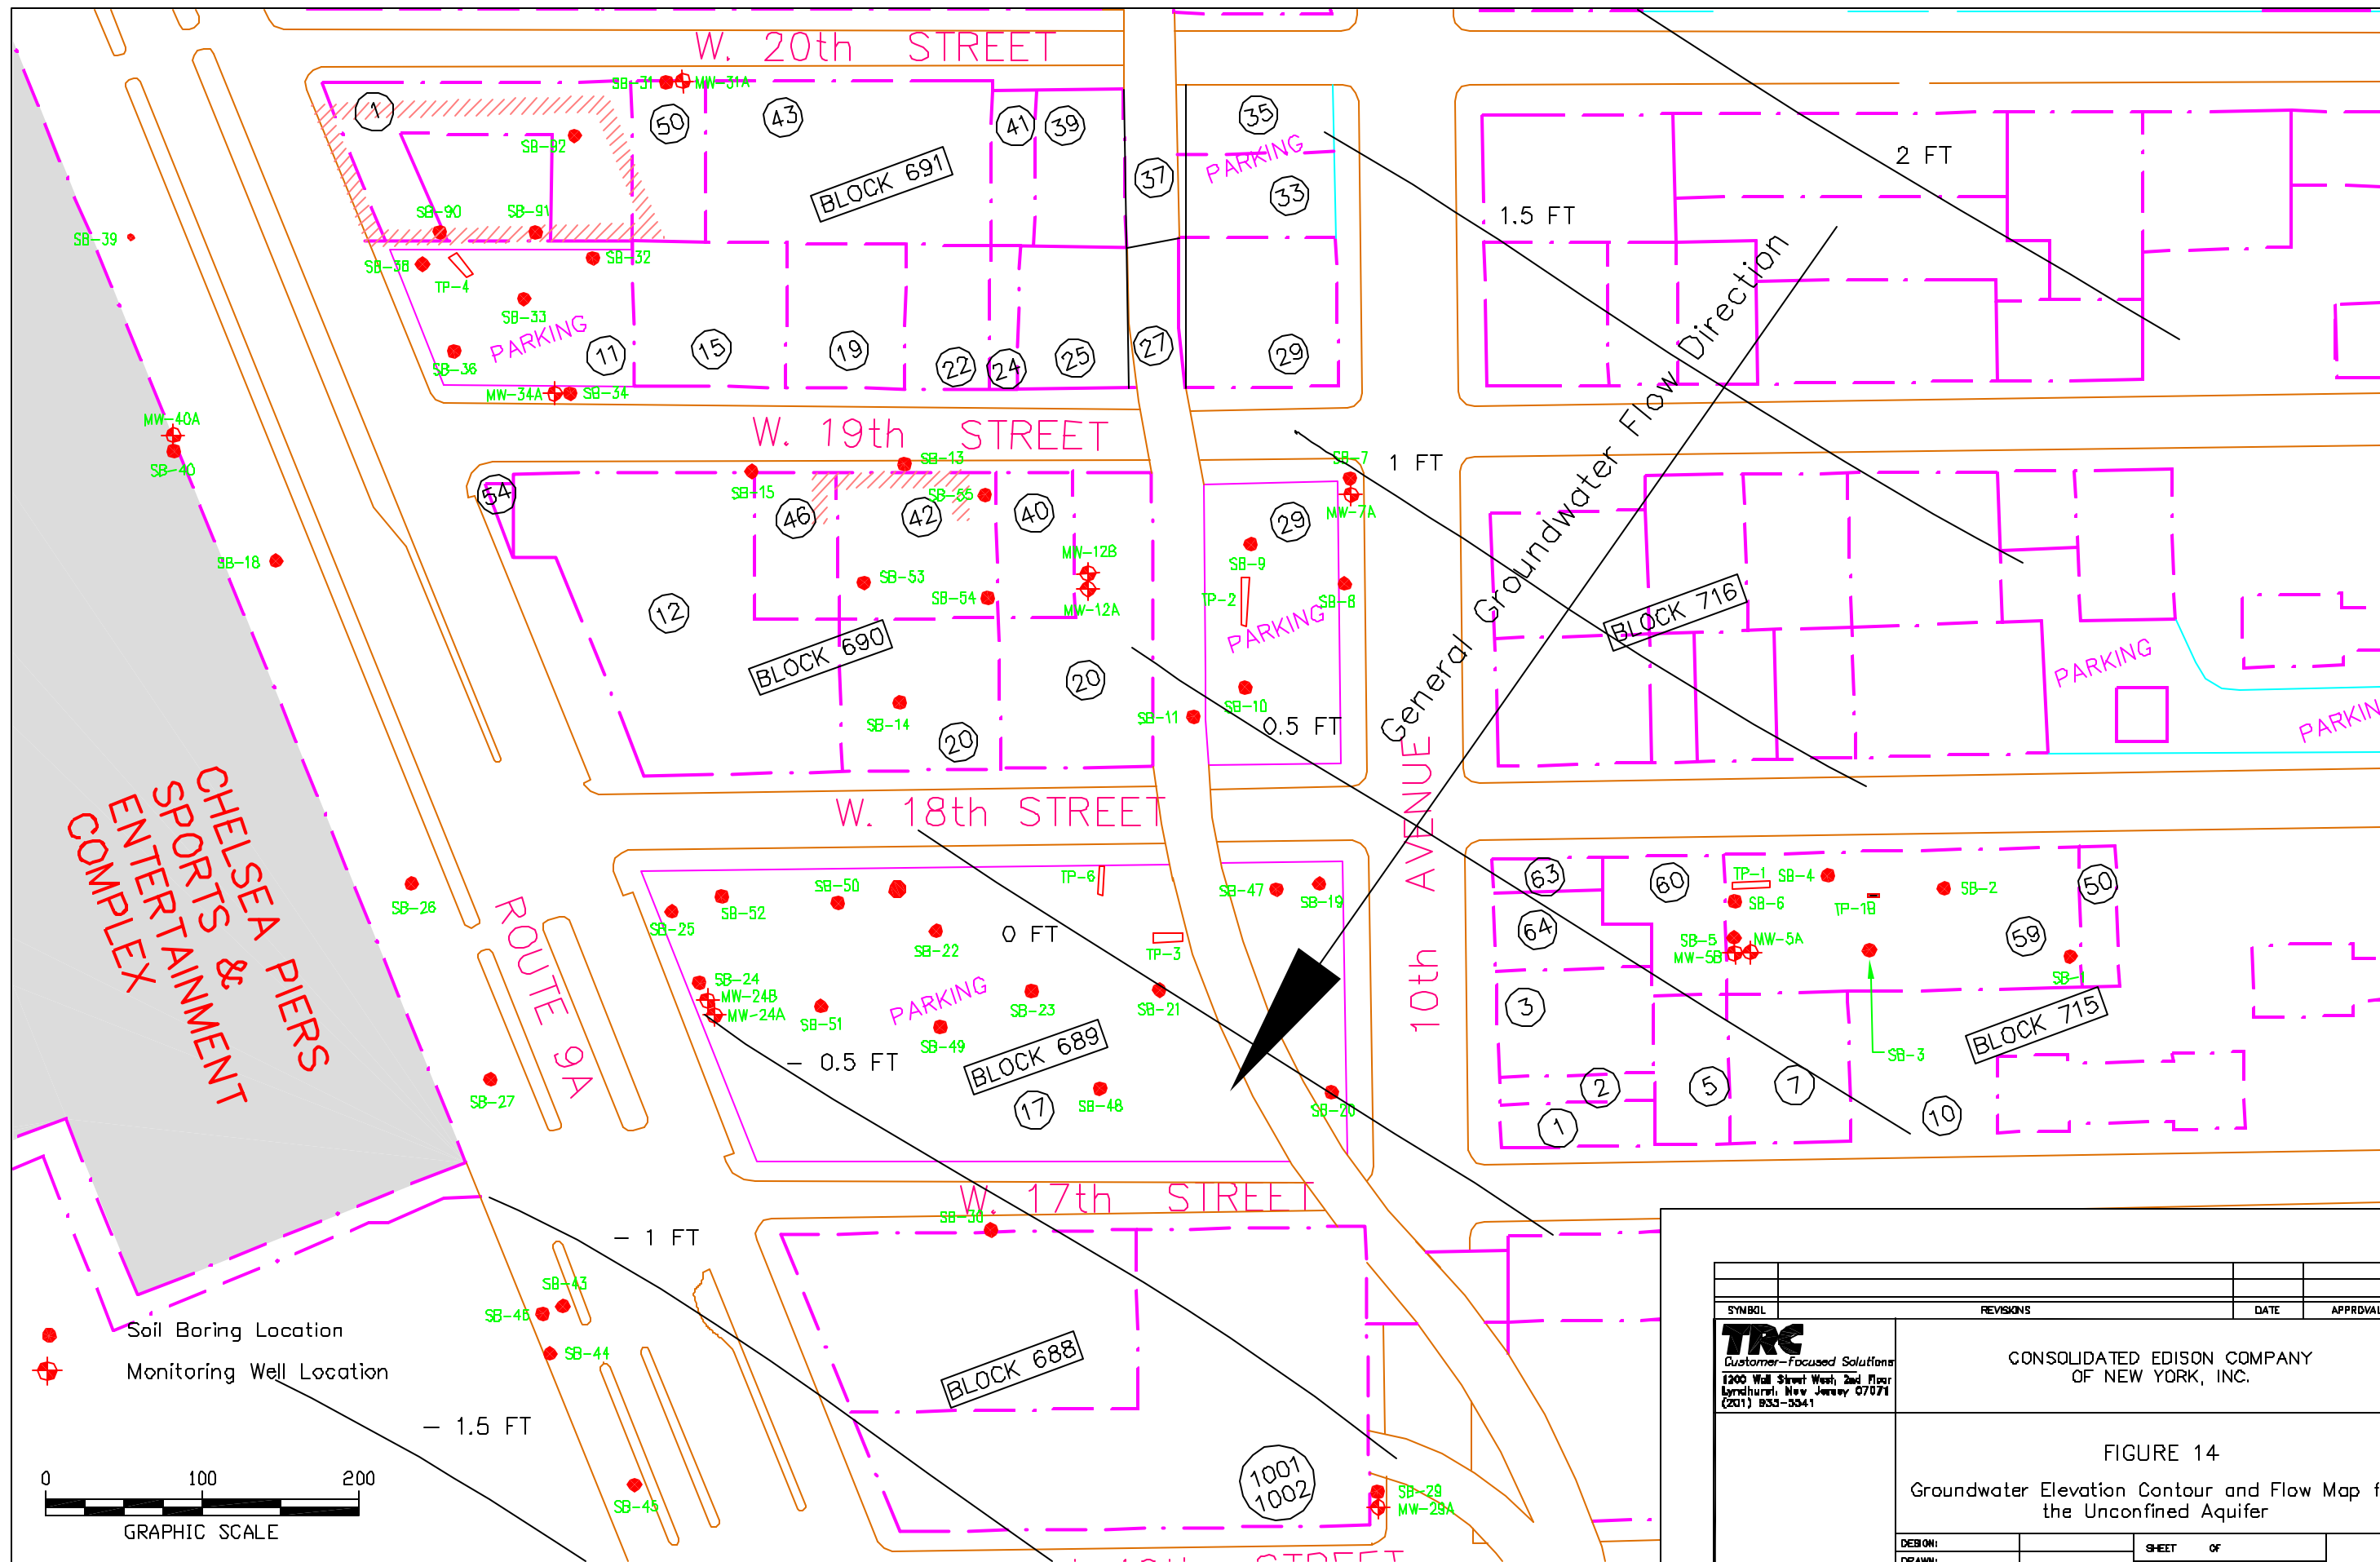 W. 20th STREET
SB-31
MW-31A
1
50
43
41
39
35
PARKING
37
33
SB-92
BLOCK 691
2 FT
1.5 FT
SB-90
SB-91
SB-39
SB-38
TP-4
SB-32
SB-33
PARKING
SB-36
11
15
19
22
24
25
27
29
MW-34A
SB-34
General Groundwater Flow Direction
MW-40A
SB-40
W. 19th STREET
SB-13
SB-7
1 FT
MW-7A
54
SB-15
46
42
SB-55
40
29
SB-9
SB-18
SB-53
MW-12B
MW-12A
SB-54
TP-2
SB-8
PARKING
12
BLOCK 690
BLOCK 716
PARKING
20
SB-10
SB-11
0.5 FT
SB-14
20
CHELSEA PIERS
SPORTS &
ENTERTAINMENT
COMPLEX
W. 18th STREET
10th AVENUE
SB-26
ROUTE 9A
SB-25
SB-52
SB-50
TP-6
SB-47
SB-19
SB-22
0 FT
TP-3
63
60
64
TP-1
SB-4
SB-6
TP-1B
SB-2
50
59
SB-5
MW-5A
MW-5B
SB-1
SB-3
BLOCK 715
3
2
1
5
7
10
SB-24
MW-24B
MW-24A
SB-51
PARKING
SB-23
SB-21
SB-49
- 0.5 FT
BLOCK 689
17
SB-48
SB-20
SB-27
W. 17th STREET
SB-30
- 1 FT
SB-43
SB-44
BLOCK 688
- 1.5 FT
SB-45
1001
1002
SB-29
MW-29A
Soil Boring Location
Monitoring Well Location
0 100 200
GRAPHIC SCALE
SYMBOL REVISIONS DATE APPROVAL
TRC
Customer-Focused Solutions
1200 Wall Street West, 2nd Floor
Lyndhurst, New Jersey 07071
CONSOLIDATED EDISON COMPANY
OF NEW YORK, INC.
FIGURE 14
Groundwater Elevation Contour and Flow Map
the Unconfined Aquifer
DESIGN:
SHEET OF
DRAWN: